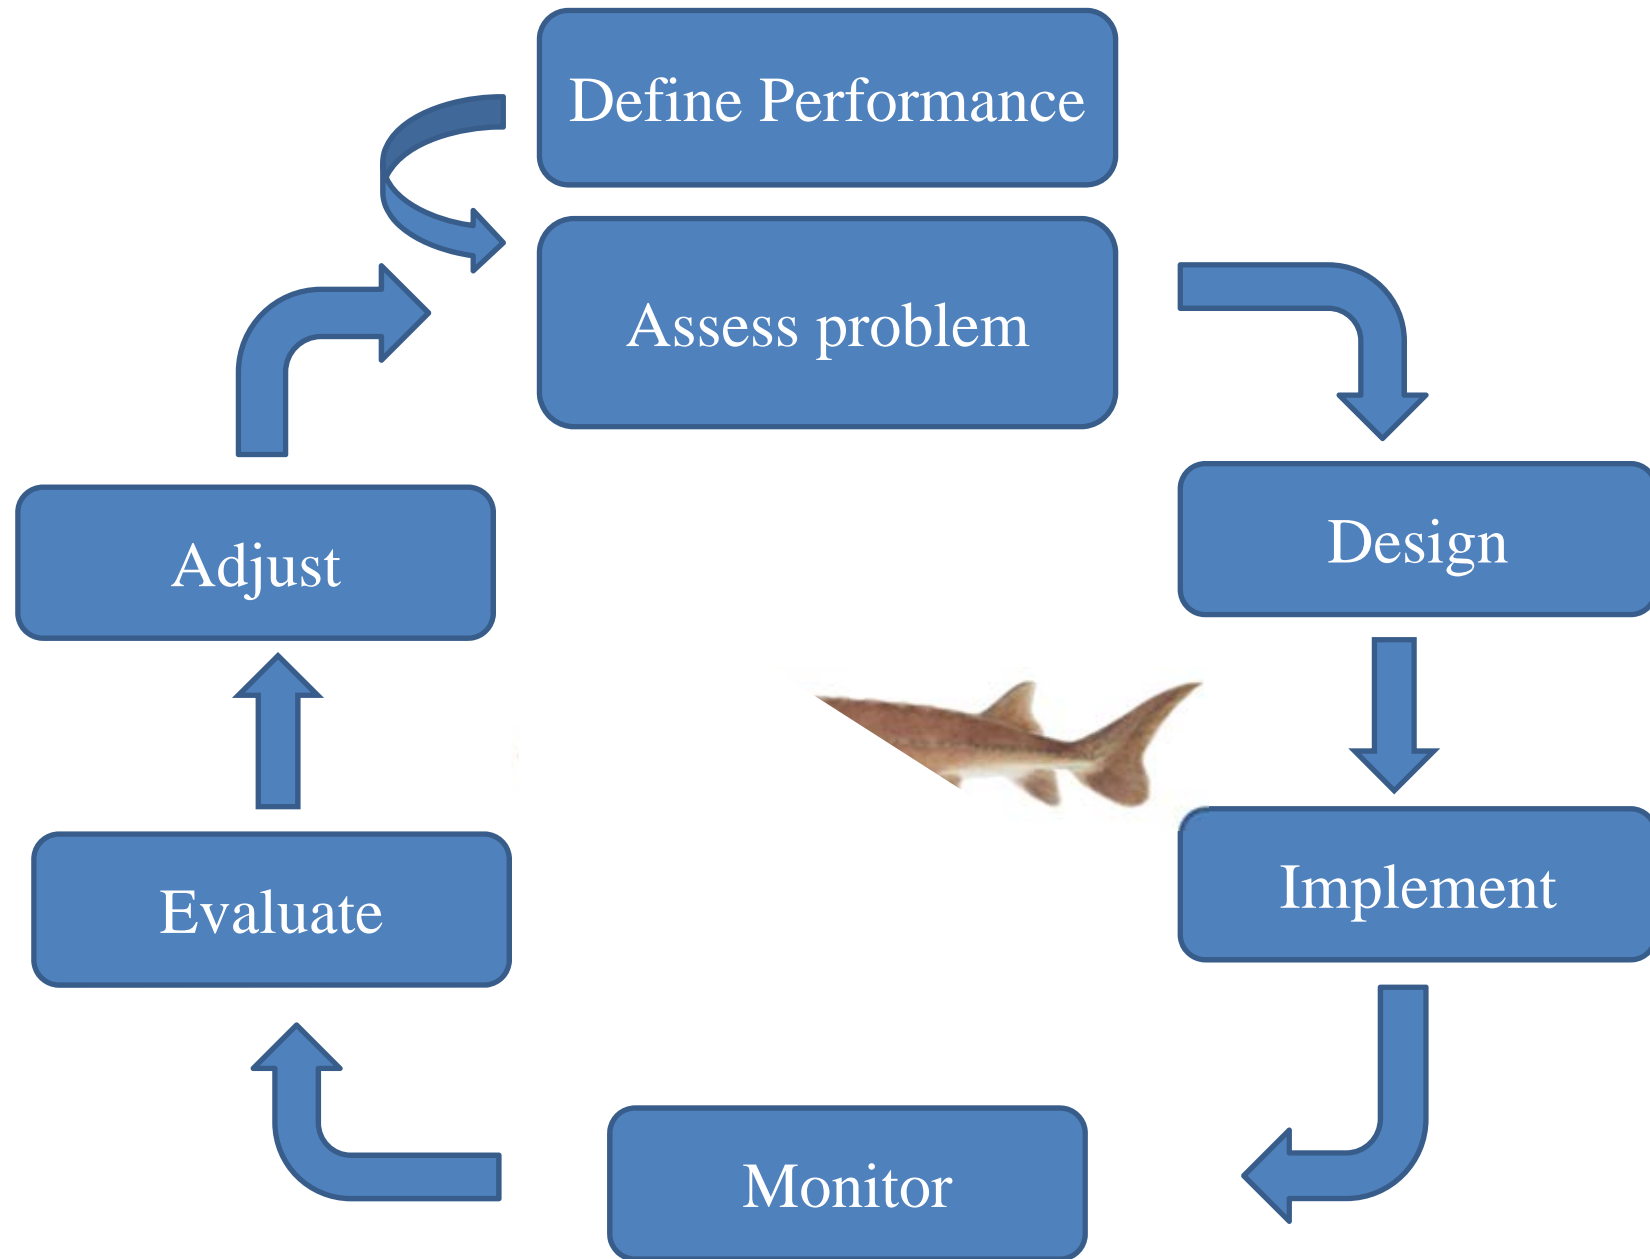 Define Performance
Assess problem
Design
Implement
Monitor
Evaluate
Adjust